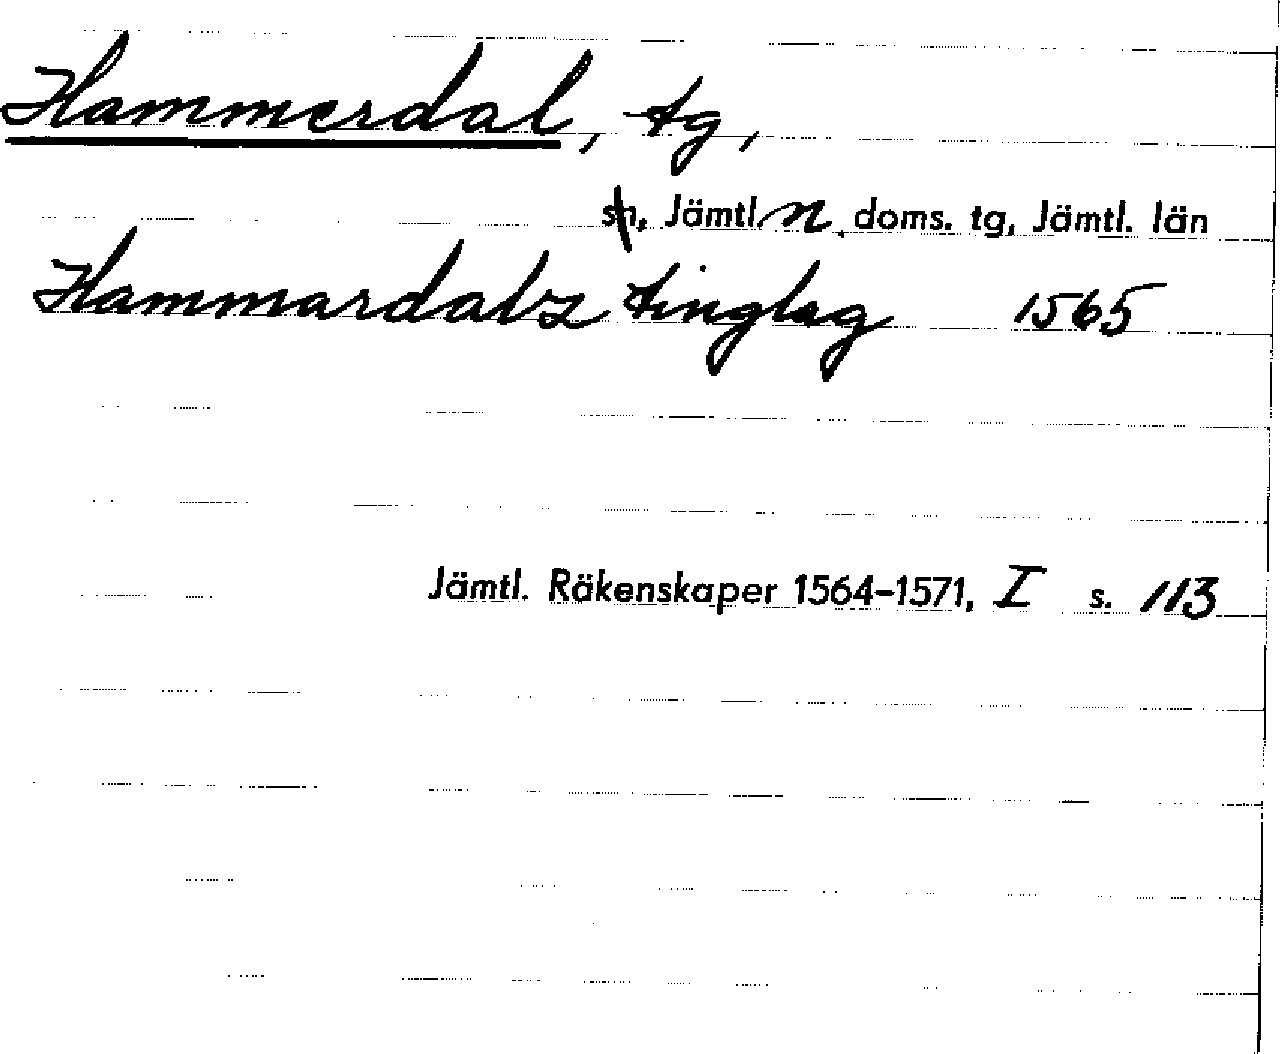 Hammerdal, tg,
sn, Jämtl. n. doms. tg, Jämtl. län
Hammardalz tinglag 1565
Jämtl. Räkenskaper 1564-1571, I s. 113